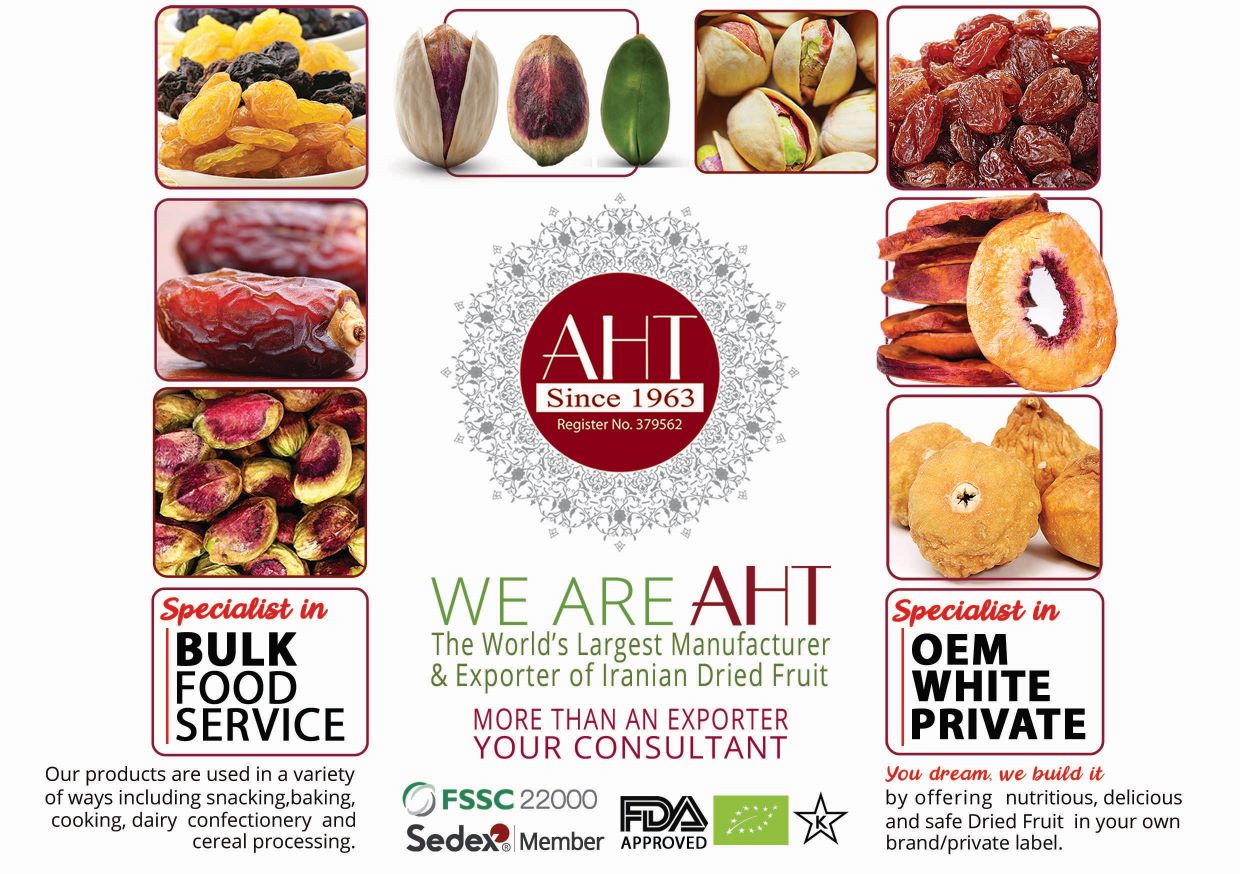 AHT
Since 1963
Register No. 379562
WE ARE AHT
The World's Largest Manufacturer
& Exporter of Iranian Dried Fruit
MORE THAN AN EXPORTER
YOUR CONSULTANT
Specialist in
BULK
FOOD
SERVICE
Our products are used in a variety
of ways including snacking,baking,
cooking, dairy confectionery and
cereal processing.
Specialist in
OEM
WHITE
PRIVATE
You dream, we build it
by offering nutritious, delicious
and safe Dried Fruit in your own
brand/private label.
FSSC 22000
Sedex® Member
FDA
APPROVED
K